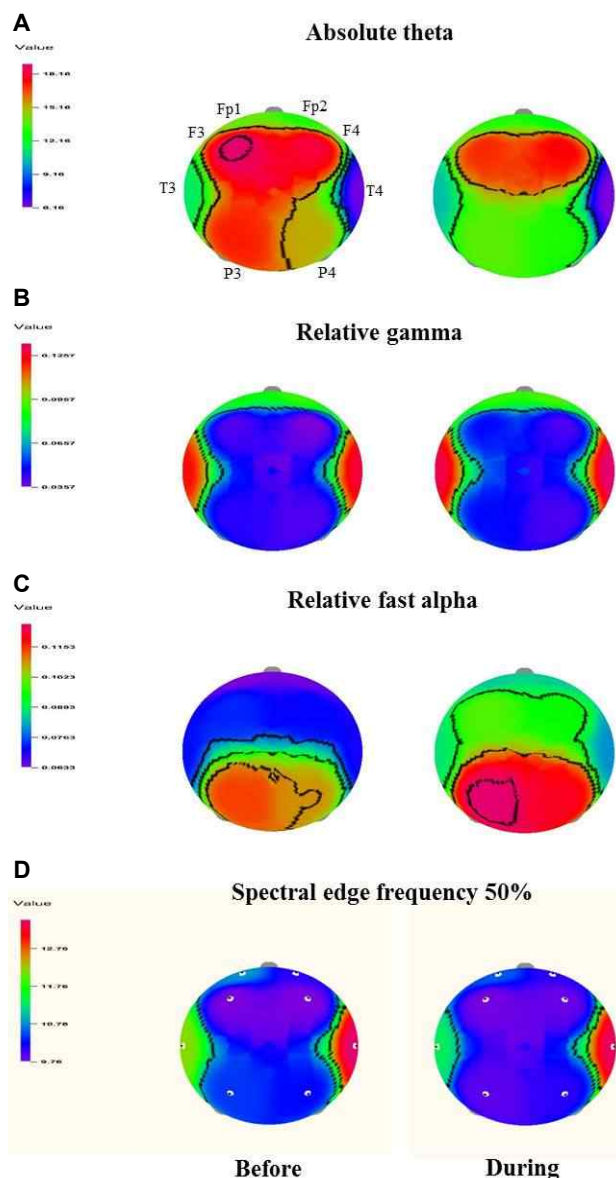 A
Absolute theta
Value
18.16
15.16
12.16
9.16
6.16
Fp1 Fp2
F3 F4
T3 T4
P3 P4
B
Relative gamma
Value
0.1257
0.0957
0.0657
0.0357
C
Relative fast alpha
Value
0.1153
0.1023
0.0893
0.0763
0.0633
D
Spectral edge frequency 50%
Value
12.76
11.76
10.76
9.76
Before During